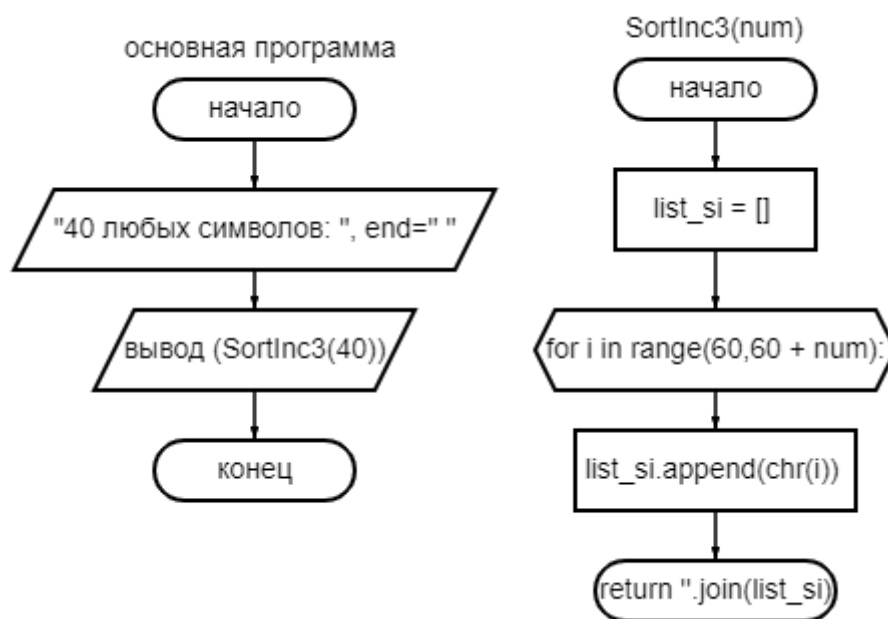 основная программа
начало
"40 любых символов: ", end=" "
вывод (SortInc3(40))
конец
SortInc3(num)
начало
list_si = []
for i in range(60,60 + num):
list_si.append(chr(i))
return ''.join(list_si)